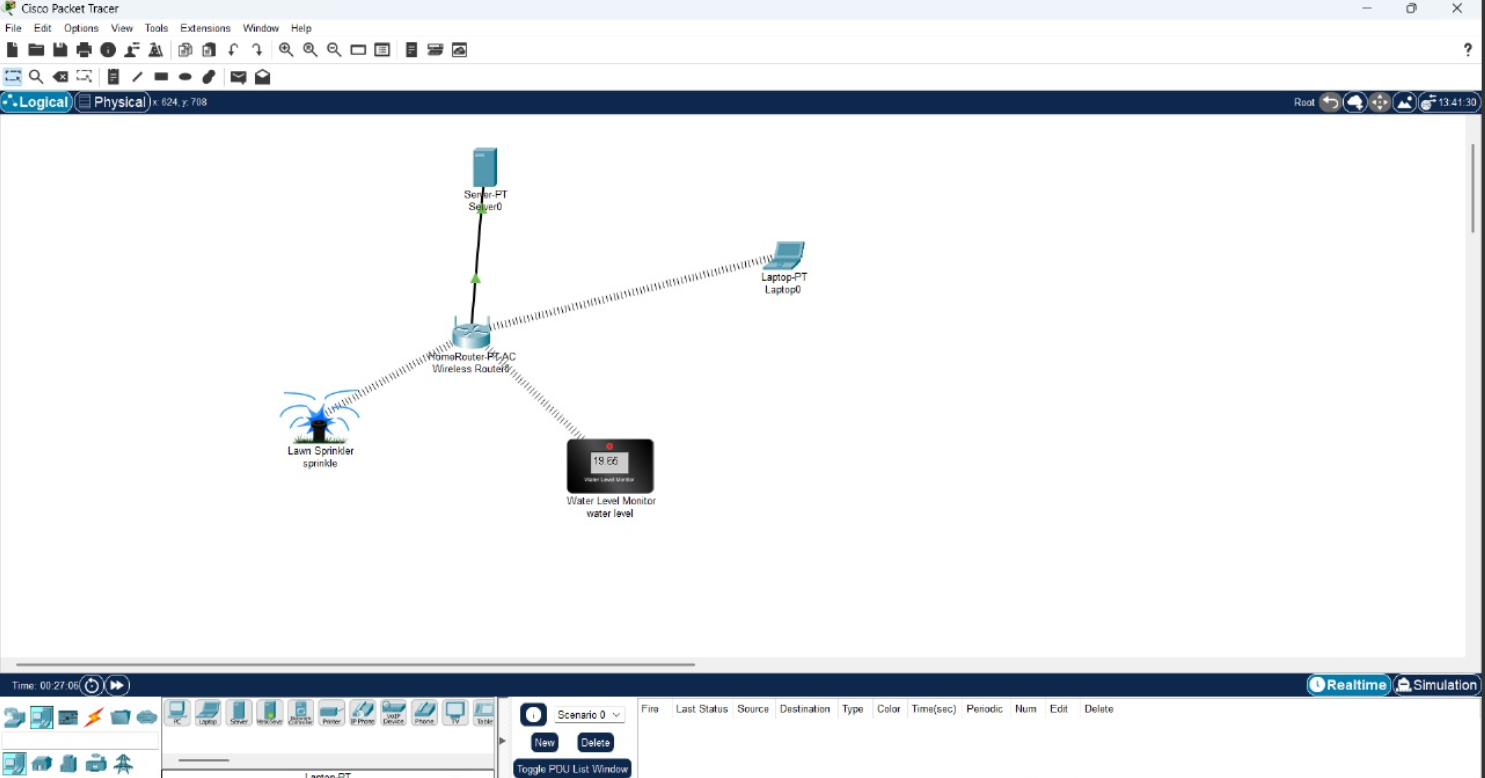 Cisco Packet Tracer
File Edit Options View Tools Extensions Window Help
?
Logical Physical x: 624, y: 708 Root 13:41:30
Server-PT
Server0
Laptop-PT
Laptop0
HomeRouter-PT-AC
Wireless Router0
Lawn Sprinkler
sprinkle
19.66
Water Level Monitor
Water Level Monitor
water level
Time: 00:27:06 Realtime Simulation
PC Laptop Server Printer IP Phone VoIP Device Phone TV Table
Scenario 0
New Delete
Toggle PDU List Window
Fire Last Status Source Destination Type Color Time(sec) Periodic Num Edit Delete
Laptop-PT